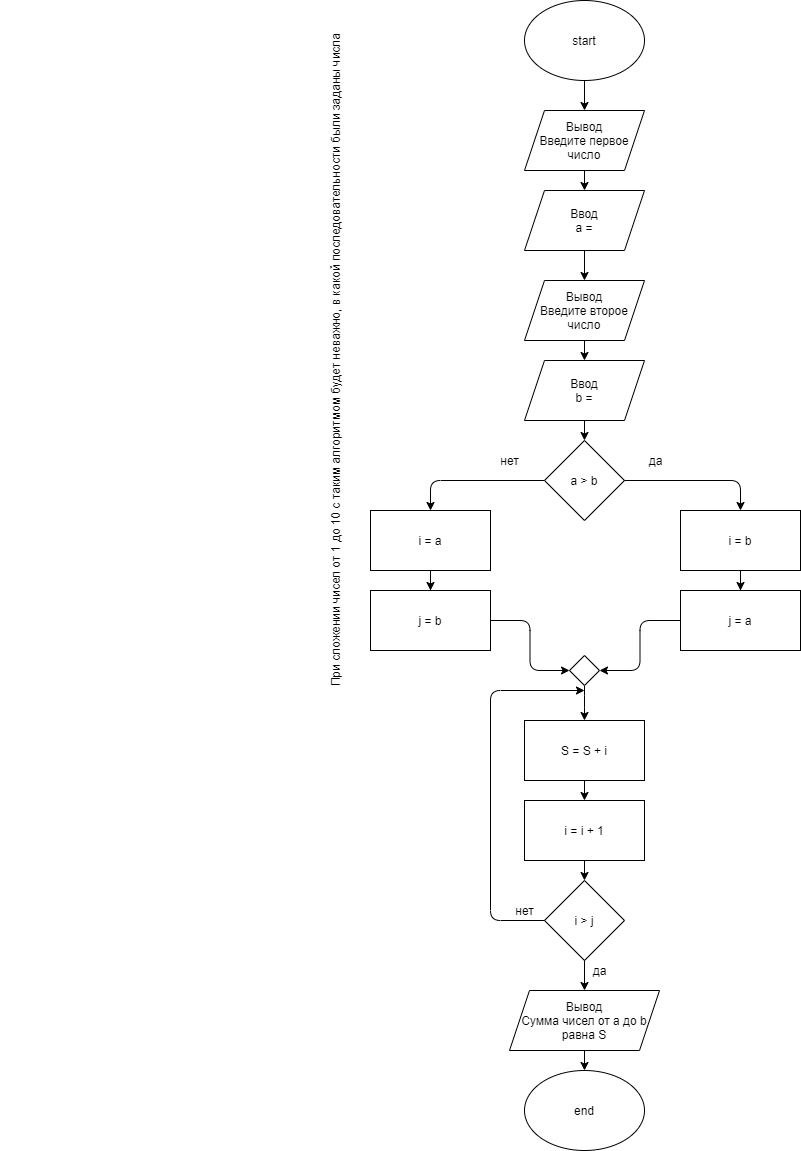 При сложении чисел от 1 до 10 с таким алгоритмом будет неважно, в какой последовательности были заданы числа
start
Вывод
Введите первое
число
Ввод
a =
Вывод
Введите второе
число
Ввод
b =
нет
a > b
да
i = a
i = b
j = b
j = a
S = S + i
i = i + 1
нет
i > j
да
Вывод
Сумма чисел от a до b
равна S
end